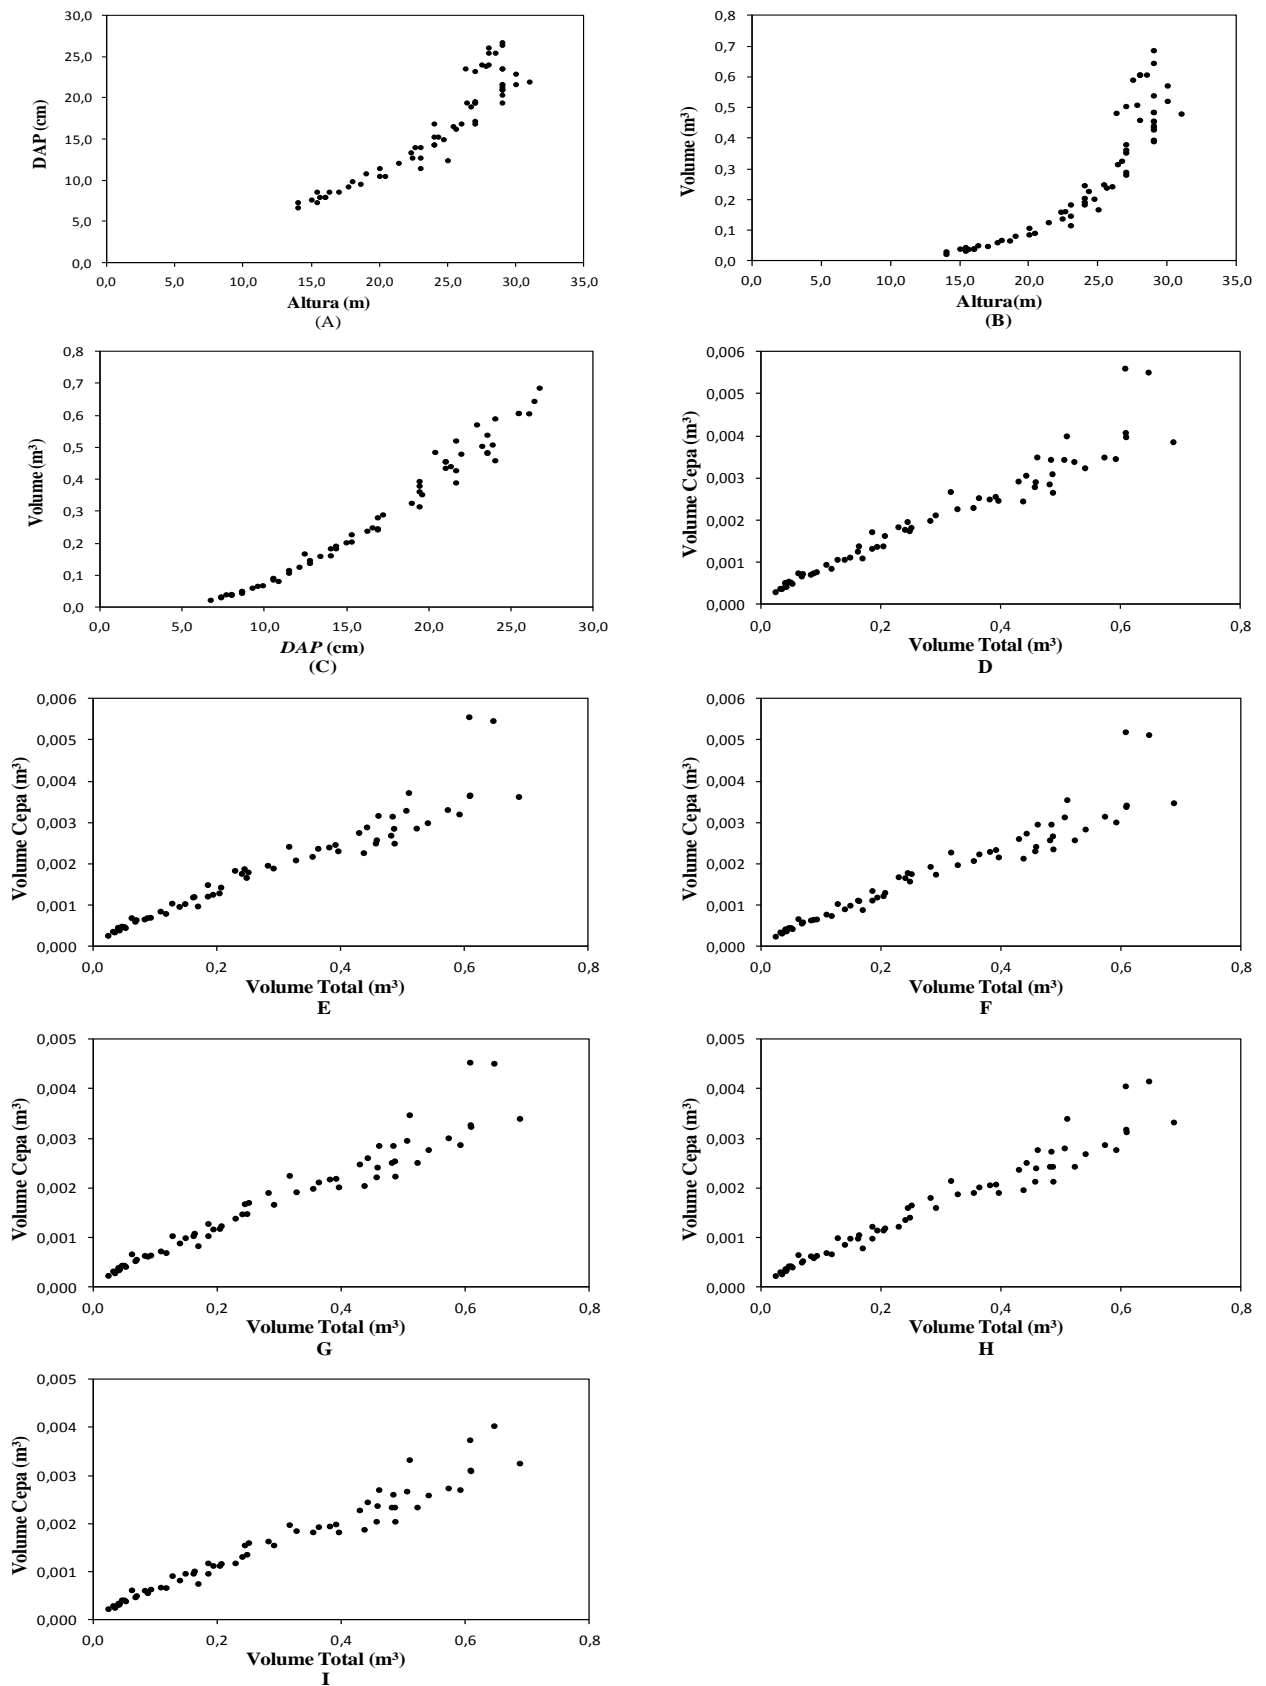 30,0
25,0
20,0
15,0
10,0
5,0
0,0
DAP (cm)
0,0 5,0 10,0 15,0 20,0 25,0 30,0 35,0
Altura (m)
(A)
0,8
0,7
0,6
0,5
0,4
0,3
0,2
0,1
0,0
Volume (m³)
0,0 5,0 10,0 15,0 20,0 25,0 30,0 35,0
Altura(m)
(B)
0,8
0,7
0,6
0,5
0,4
0,3
0,2
0,1
0,0
Volume (m³)
0,0 5,0 10,0 15,0 20,0 25,0 30,0
DAP (cm)
(C)
0,006
0,005
0,004
0,003
0,002
0,001
0,000
Volume Cepa (m³)
0,0 0,2 0,4 0,6 0,8
Volume Total (m³)
D
0,006
0,005
0,004
0,003
0,002
0,001
0,000
Volume Cepa (m³)
0,0 0,2 0,4 0,6 0,8
Volume Total (m³)
E
0,006
0,005
0,004
0,003
0,002
0,001
0,000
Volume Cepa (m³)
0,0 0,2 0,4 0,6 0,8
Volume Total (m³)
F
0,005
0,004
0,003
0,002
0,001
0,000
Volume Cepa (m³)
0,0 0,2 0,4 0,6 0,8
Volume Total (m³)
G
0,005
0,004
0,003
0,002
0,001
0,000
Volume Cepa (m³)
0,0 0,2 0,4 0,6 0,8
Volume Total (m³)
H
0,005
0,004
0,003
0,002
0,001
0,000
Volume Cepa (m³)
0,0 0,2 0,4 0,6 0,8
Volume Total (m³)
I